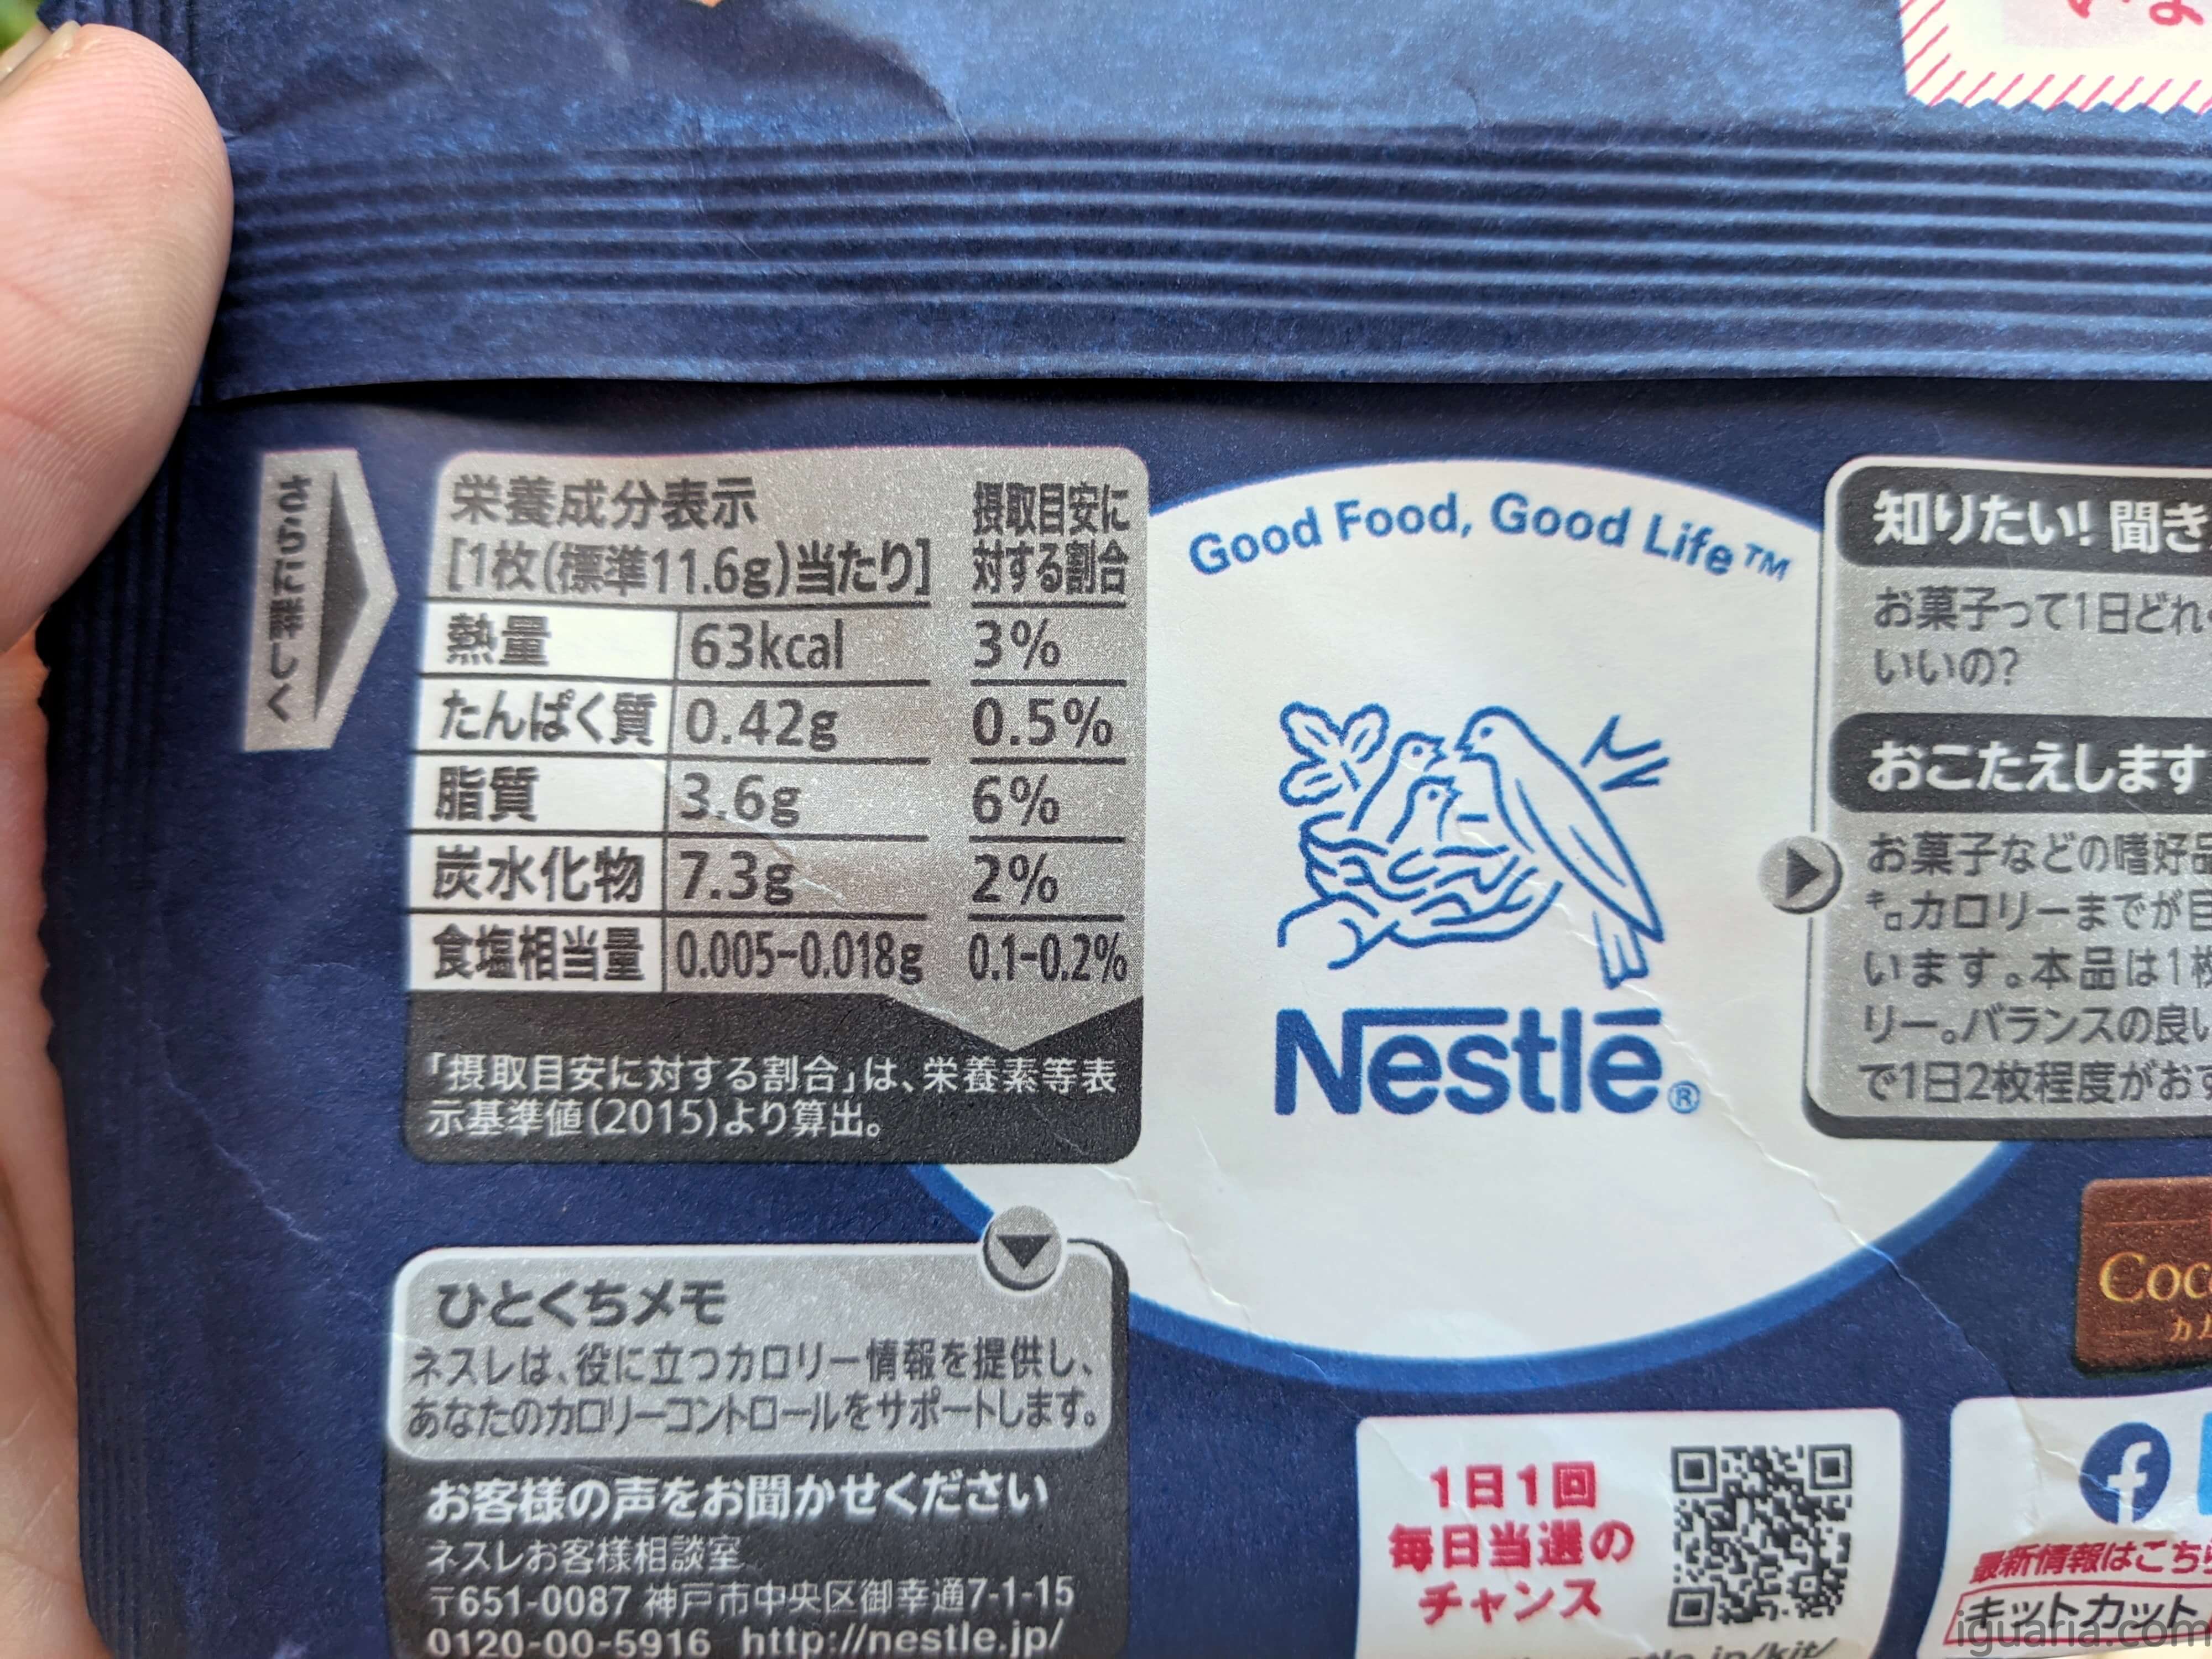 いま
さらに詳しく
栄養成分表示
[1枚(標準11.6g)当たり]
摂取目安に
対する割合
熱量 63kcal 3%
たんぱく質 0.42g 0.5%
脂質 3.6g 6%
炭水化物 7.3g 2%
食塩相当量 0.005-0.018g 0.1-0.2%
「摂取目安に対する割合」は、栄養素等表
示基準値(2015)より算出。
ひとくちメモ
ネスレは、役に立つカロリー情報を提供し、
あなたのカロリーコントロールをサポートします。
お客様の声をお聞かせください
ネスレお客様相談室
〒651-0087 神戸市中央区御幸通7-1-15
0120-00-5916 http://nestle.jp/
Good Food, Good Life™
Nestlé®
知りたい! 聞き
お菓子って1日どれ
いいの?
おこたえします
お菓子などの嗜好品
キロカロリーまでが目
います。本品は1枚
リー。バランスの良い
で1日2枚程度がおす
Coc
カ
1日1回
毎日当選の
チャンス
f
最新情報はこち
キットカット
iguaria.com